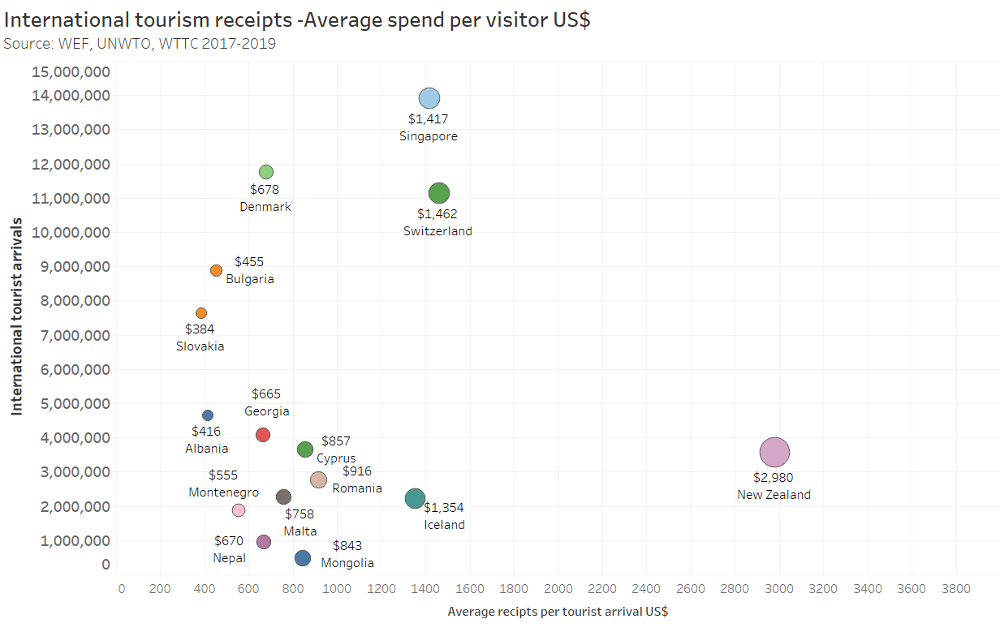 International tourism receipts -Average spend per visitor US$
Source: WEF, UNWTO, WTTC 2017-2019
International tourist arrivals
15,000,000
14,000,000
13,000,000
12,000,000
11,000,000
10,000,000
9,000,000
8,000,000
7,000,000
6,000,000
5,000,000
4,000,000
3,000,000
2,000,000
1,000,000
0
$1,417
Singapore
$678
Denmark
$1,462
Switzerland
$455
Bulgaria
$384
Slovakia
$665
Georgia
$416
Albania
$857
Cyprus
$916
Romania
$555
Montenegro
$2,980
New Zealand
$758
Malta
$1,354
Iceland
$670
Nepal
$843
Mongolia
0 200 400 600 800 1000 1200 1400 1600 1800 2000 2200 2400 2600 2800 3000 3200 3400 3600 3800
Average recipts per tourist arrival US$